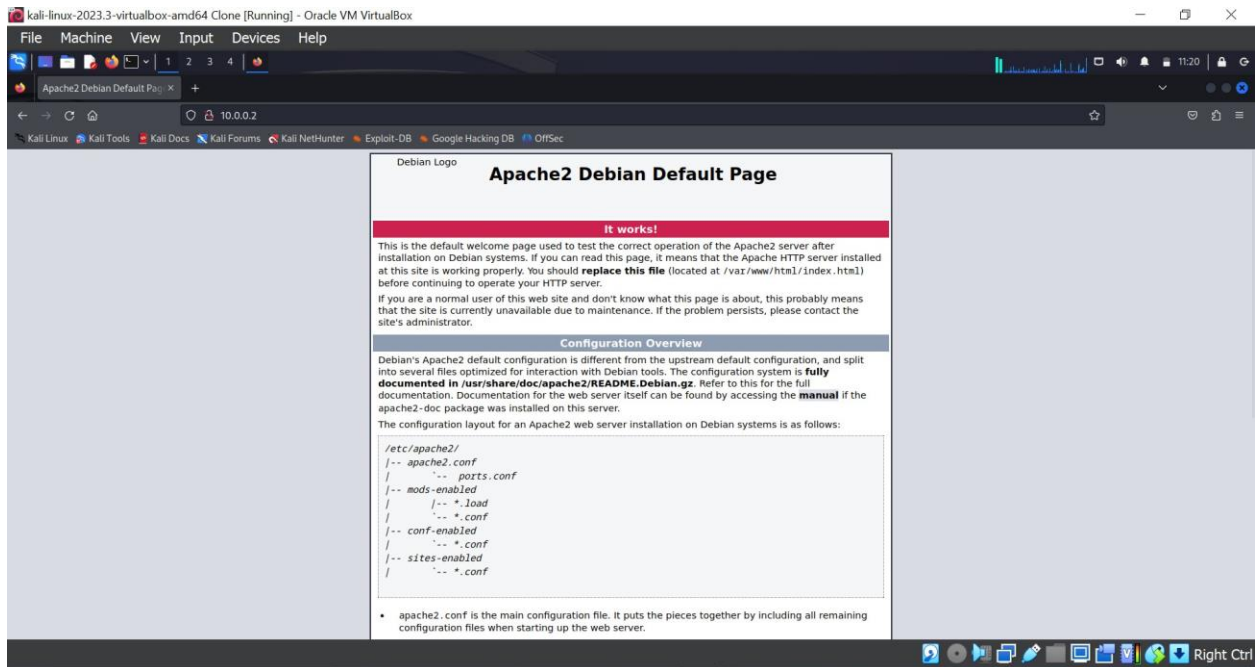 kali-linux-2023.3-virtualbox-amd64 Clone [Running] - Oracle VM VirtualBox
File Machine View Input Devices Help
1 2 3 4
11:20
Apache2 Debian Default Pag
10.0.0.2
Kali Linux Kali Tools Kali Docs Kali Forums Kali NetHunter Exploit-DB Google Hacking DB OffSec
Debian Logo
Apache2 Debian Default Page
It works!
This is the default welcome page used to test the correct operation of the Apache2 server after
installation on Debian systems. If you can read this page, it means that the Apache HTTP server installed
at this site is working properly. You should replace this file (located at /var/www/html/index.html)
before continuing to operate your HTTP server.
If you are a normal user of this web site and don't know what this page is about, this probably means
that the site is currently unavailable due to maintenance. If the problem persists, please contact the
site's administrator.
Configuration Overview
Debian's Apache2 default configuration is different from the upstream default configuration, and split
into several files optimized for interaction with Debian tools. The configuration system is fully
documented in /usr/share/doc/apache2/README.Debian.gz. Refer to this for the full
documentation. Documentation for the web server itself can be found by accessing the manual if the
apache2-doc package was installed on this server.
The configuration layout for an Apache2 web server installation on Debian systems is as follows:
/etc/apache2/
|-- apache2.conf
|       `--  ports.conf
|-- mods-enabled
|       |-- *.load
|       `-- *.conf
|-- conf-enabled
|       `-- *.conf
|-- sites-enabled
|       `-- *.conf
• apache2.conf is the main configuration file. It puts the pieces together by including all remaining
configuration files when starting up the web server.
Right Ctrl